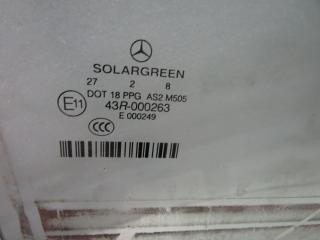 SOLARGREEN
27 2 8
DOT 18 PPG AS2 M505
E11 43R-000263
E 000249
CCC